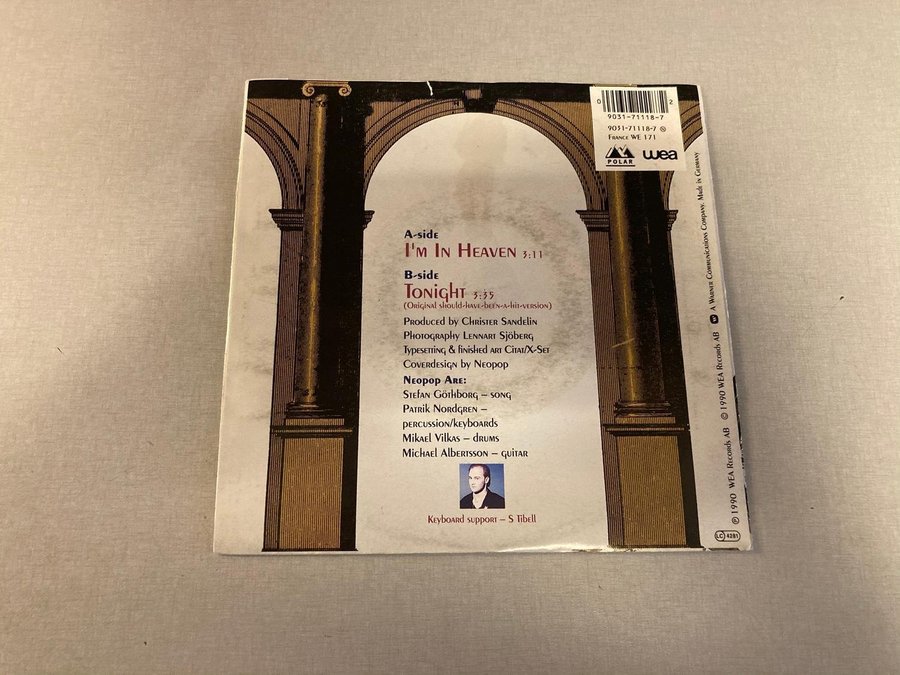 0
2
9031-71118-7
9031-71118-7 Ⓝ
France WE 171
POLAR
wea
A-side
I'm In Heaven 3:11
B-side
Tonight 3:35
(Original should-have-been-a-hit-version)
Produced by Christer Sandelin
Photography Lennart Sjöberg
Typesetting & finished art Citat/X-Set
Coverdesign by Neopop
Neopop Are:
Stefan Göthborg – song
Patrik Nordgren –
percussion/keyboards
Mikael Vilkas – drums
Michael Albertsson – guitar
Keyboard support – S Tibell
℗ 1990 WEA Records AB © 1990 WEA Records AB A Warner Communications Company. Made in Germany
LC 4281